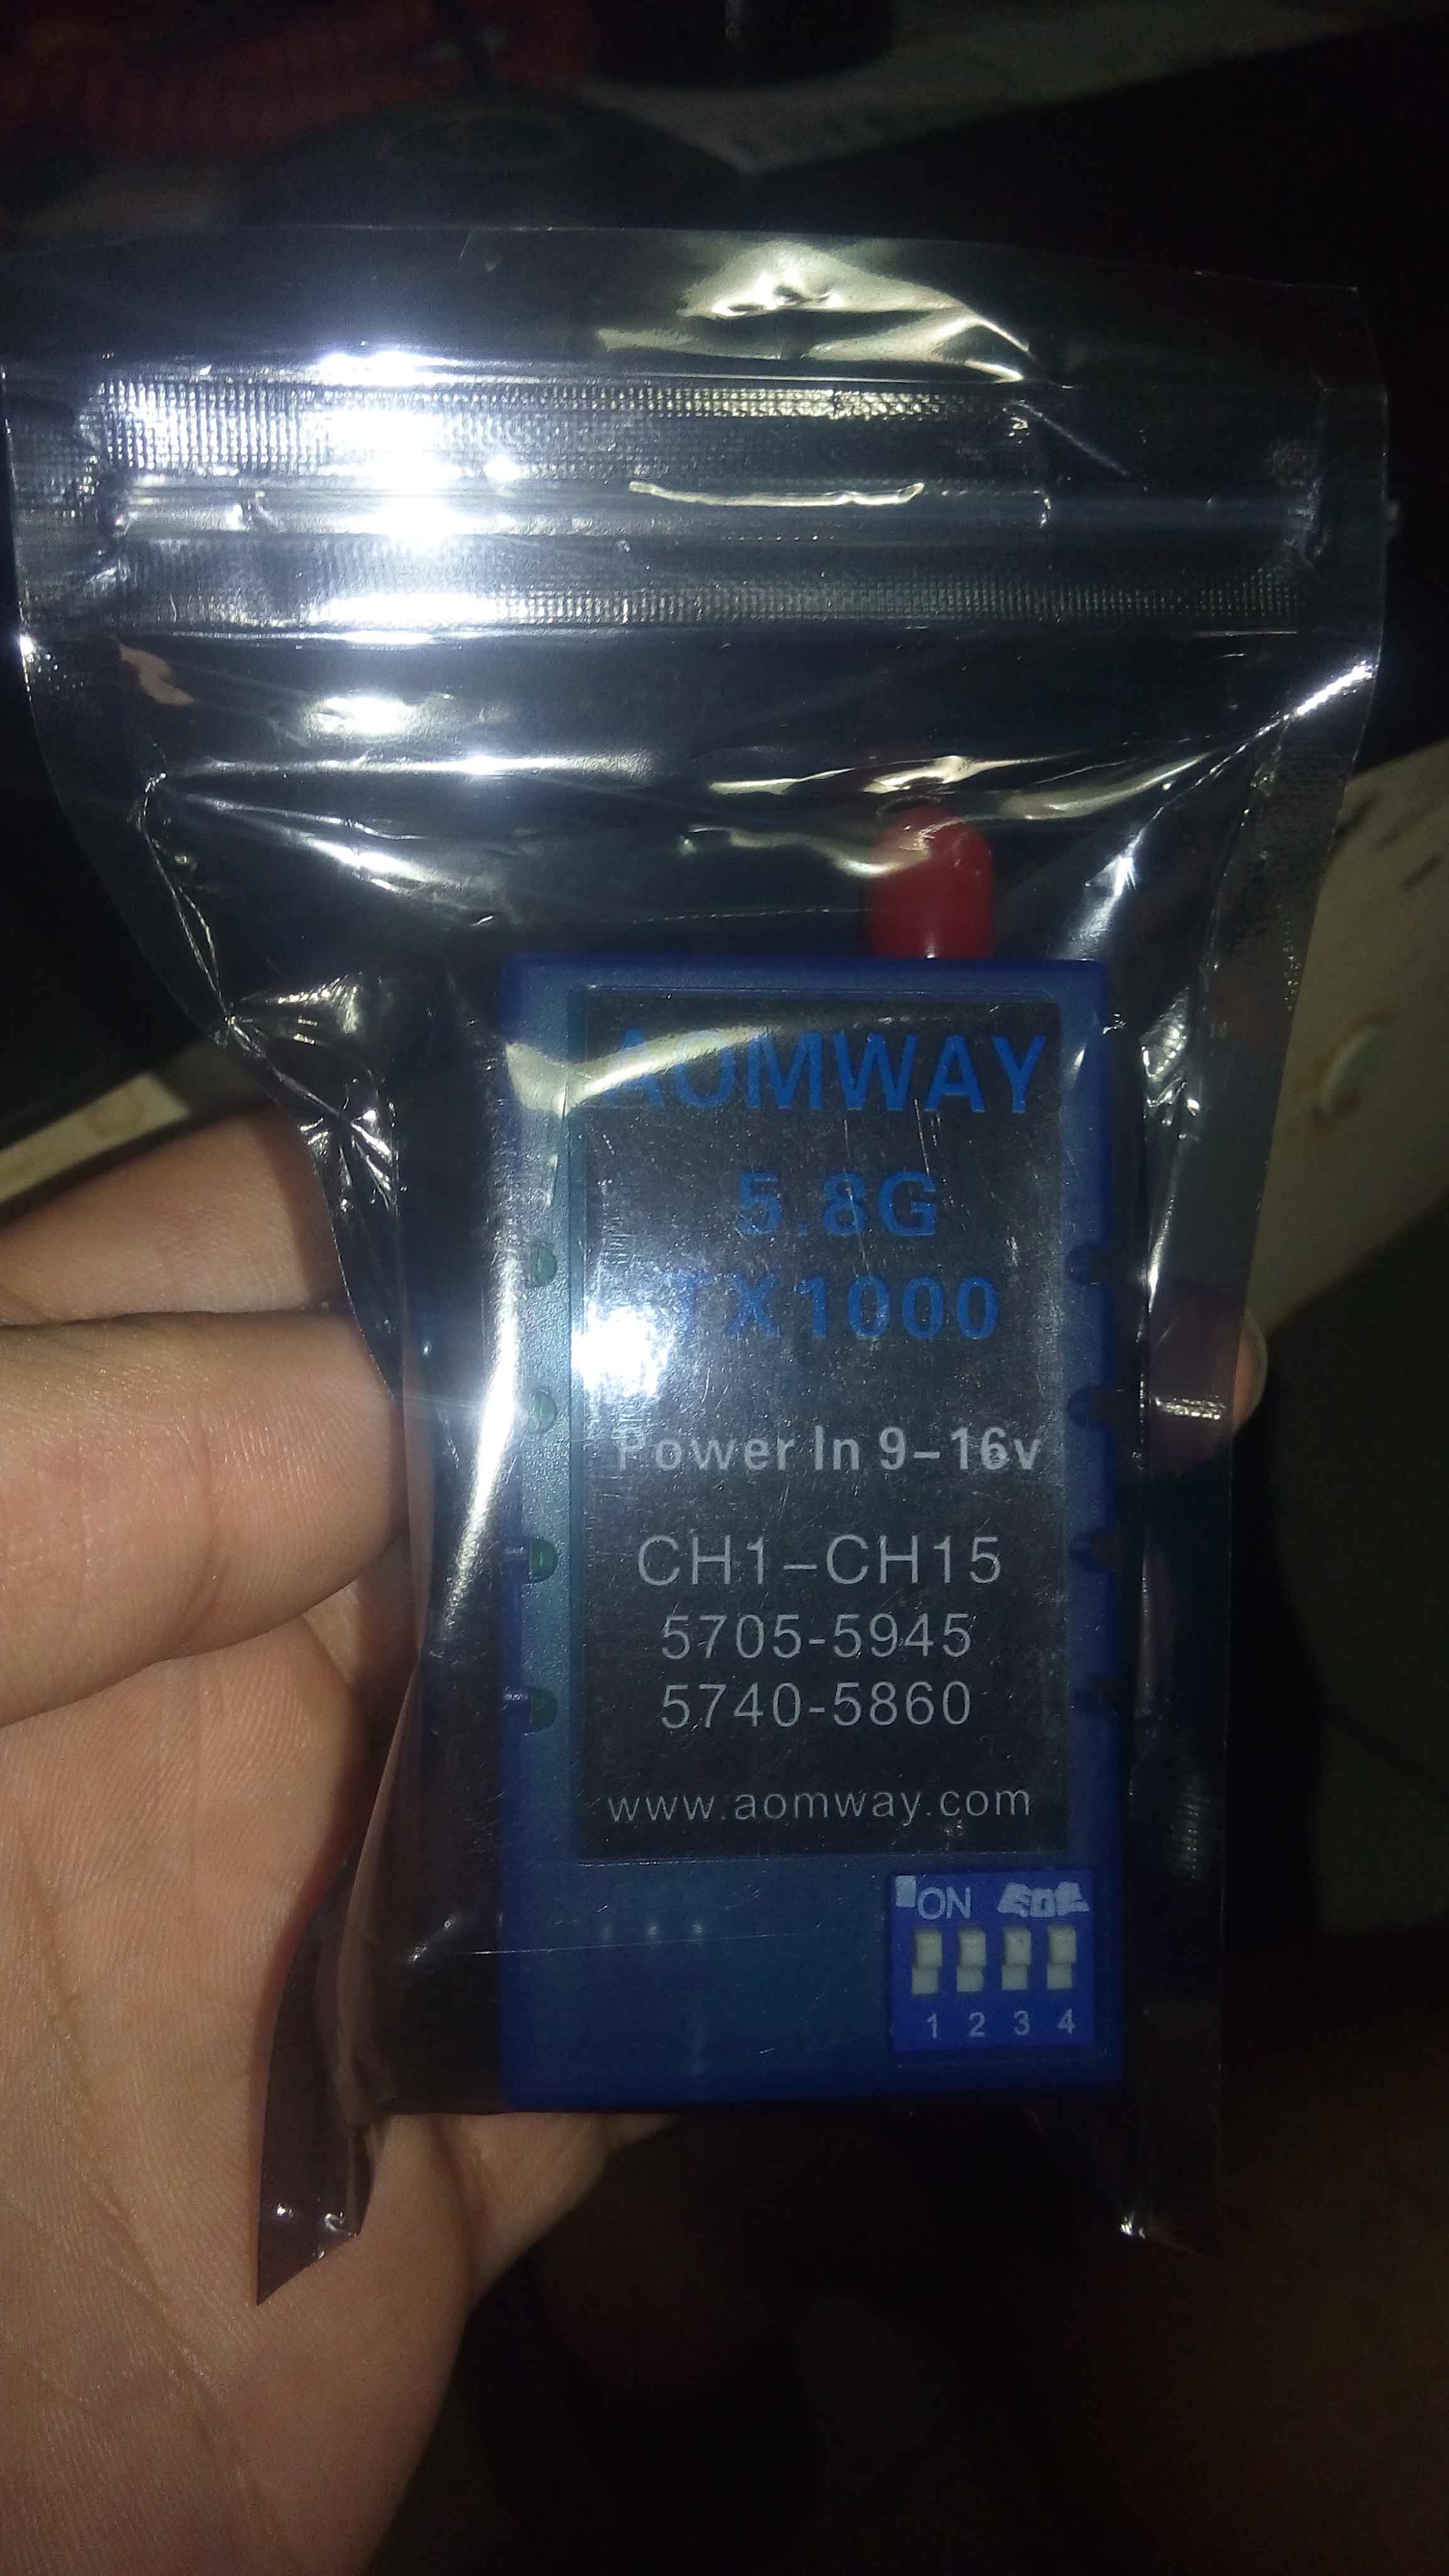 AOMWAY
5.8G
TX1000
Power In 9-16v
CH1-CH15
5705-5945
5740-5860
www.aomway.com
ON
1 2 3 4